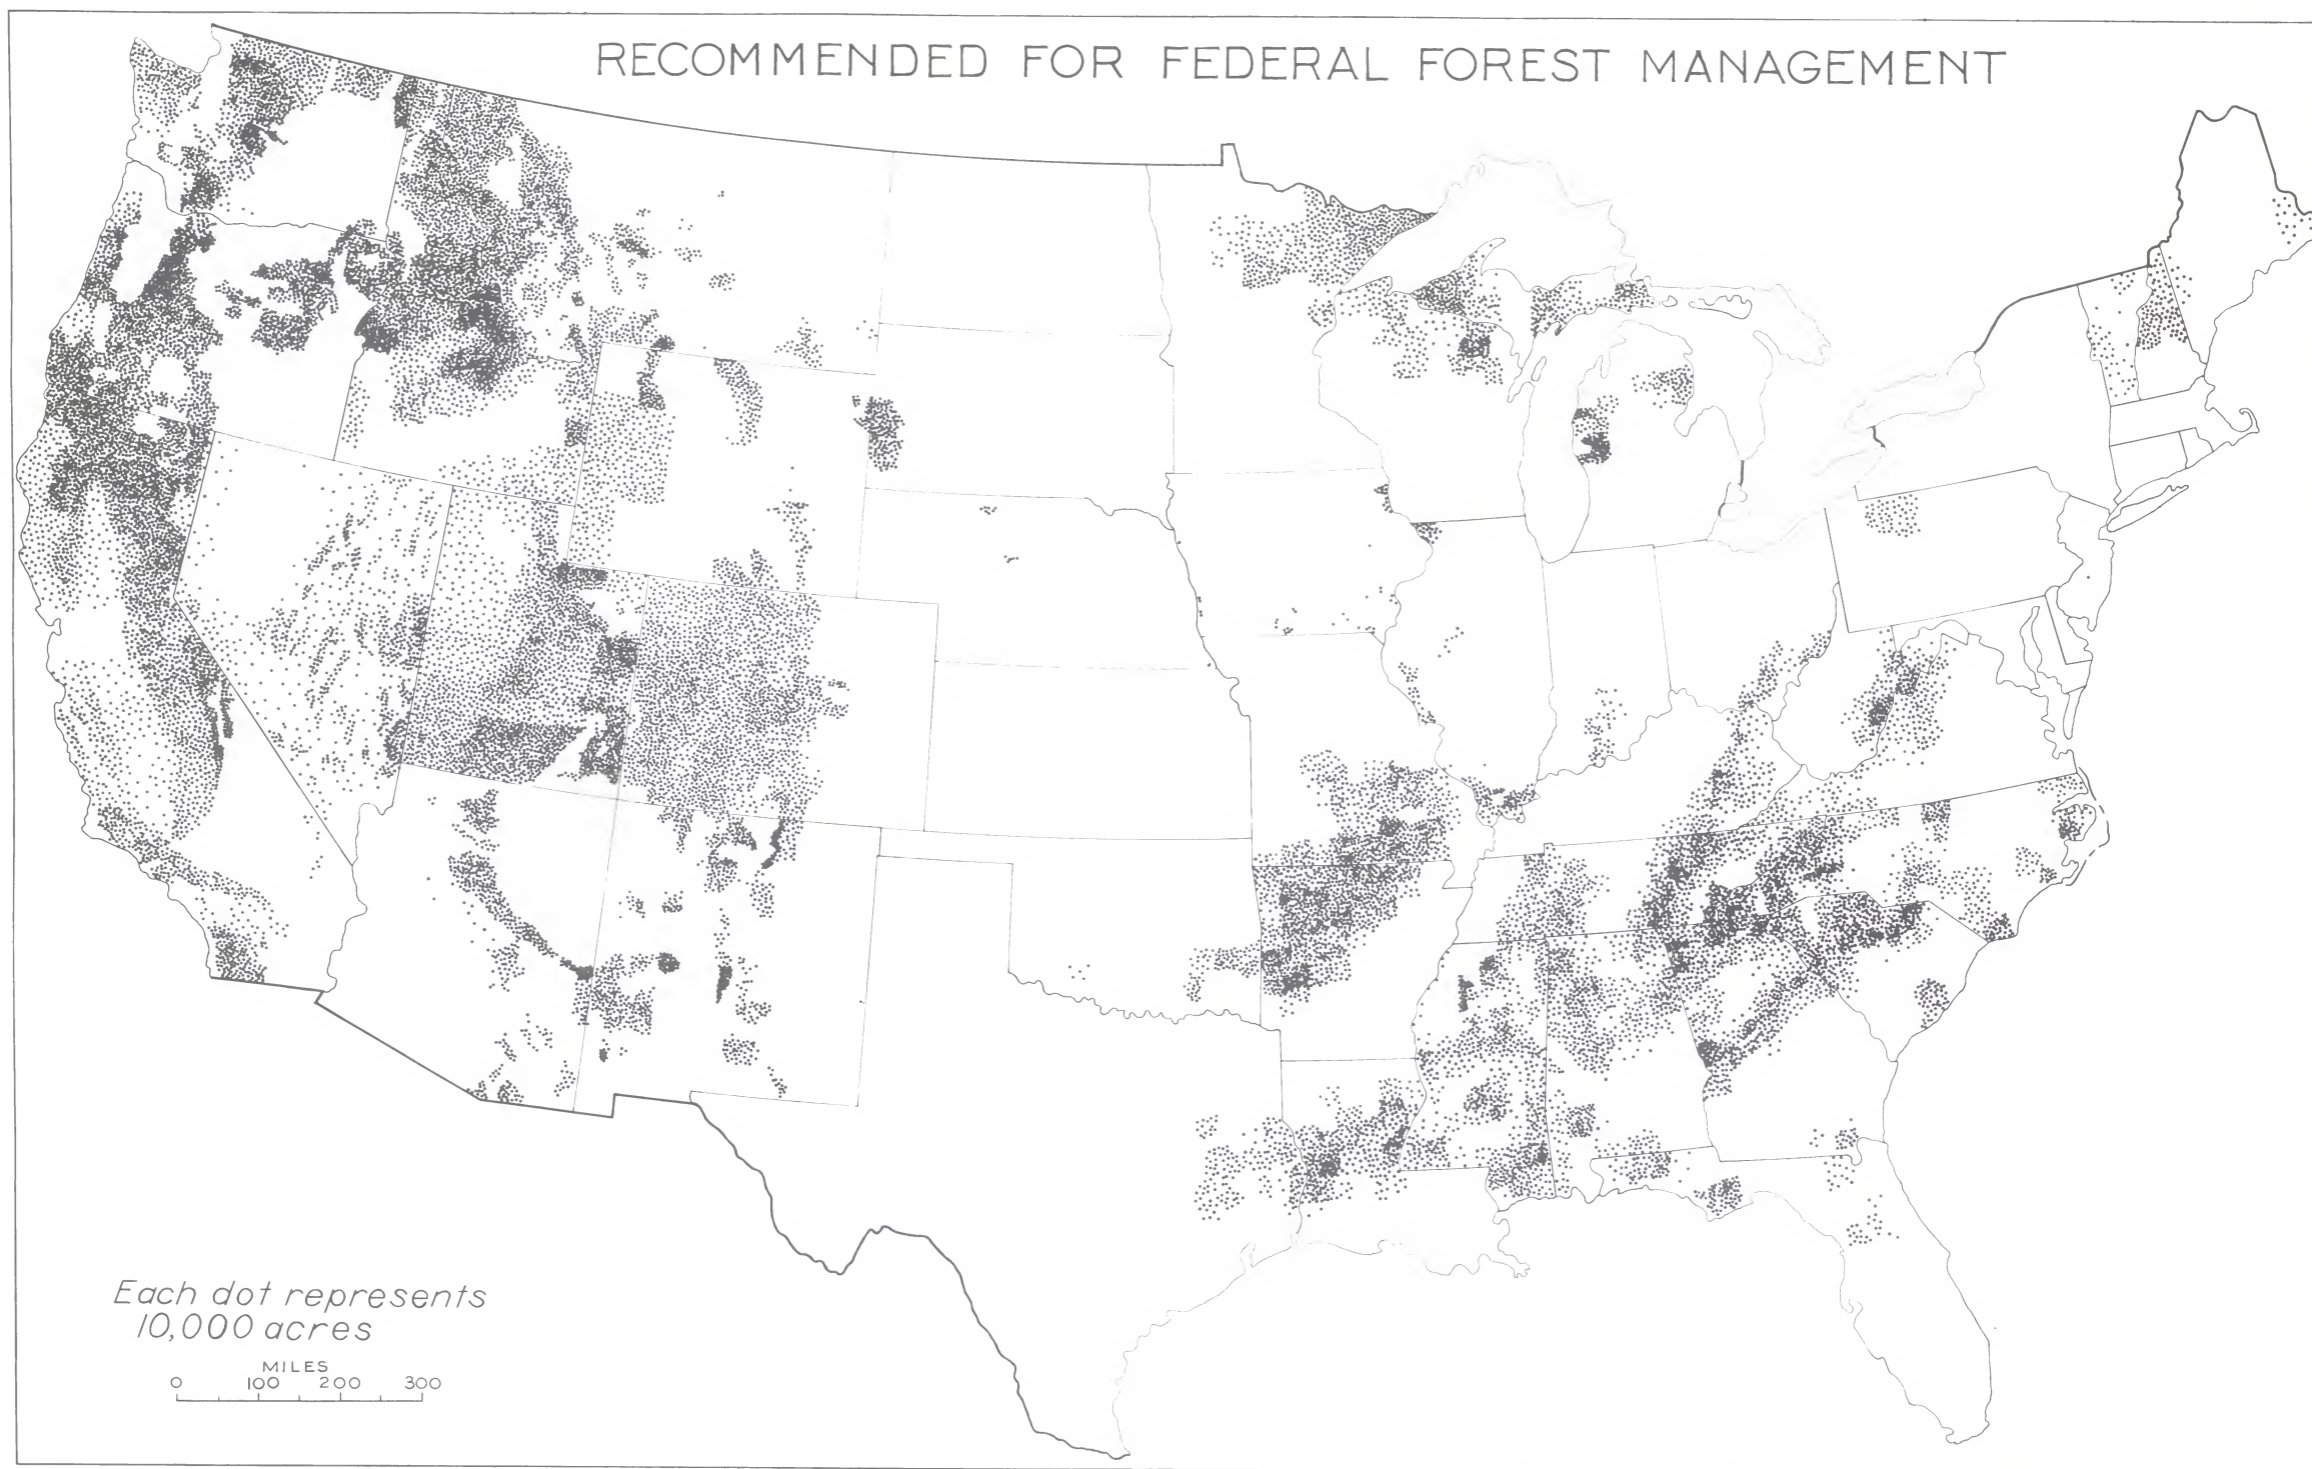 RECOMMENDED FOR FEDERAL FOREST MANAGEMENT
Each dot represents
10,000 acres
MILES
0 100 200 300